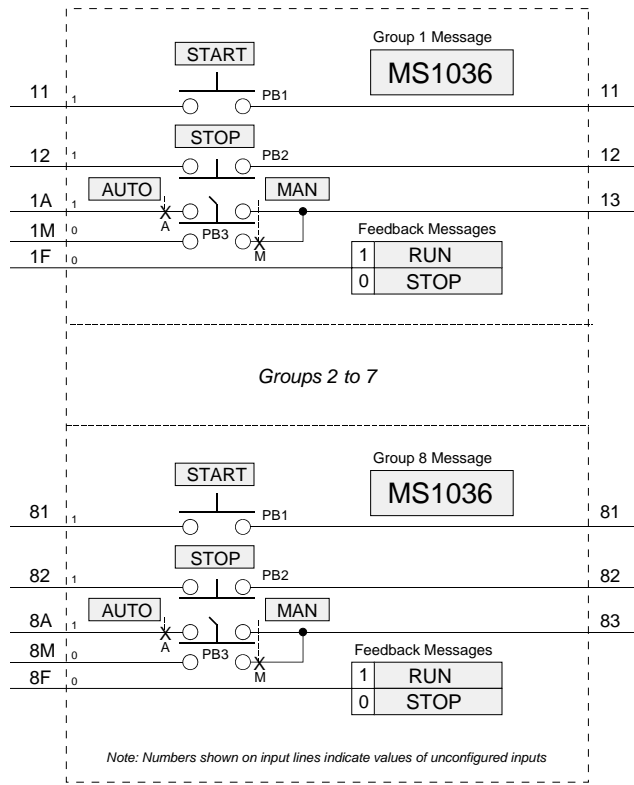 Group 1 Message
START
MS1036
11 1 PB1 11
STOP
12 1 PB2 12
AUTO MAN
1A 1 13
A PB3
1M 0 M
Feedback Messages
1F 0
1 RUN
0 STOP
Groups 2 to 7
Group 8 Message
START
MS1036
81 1 PB1 81
STOP
82 1 PB2 82
AUTO MAN
8A 1 83
A PB3
8M 0 M
Feedback Messages
8F 0
1 RUN
0 STOP
Note: Numbers shown on input lines indicate values of unconfigured inputs